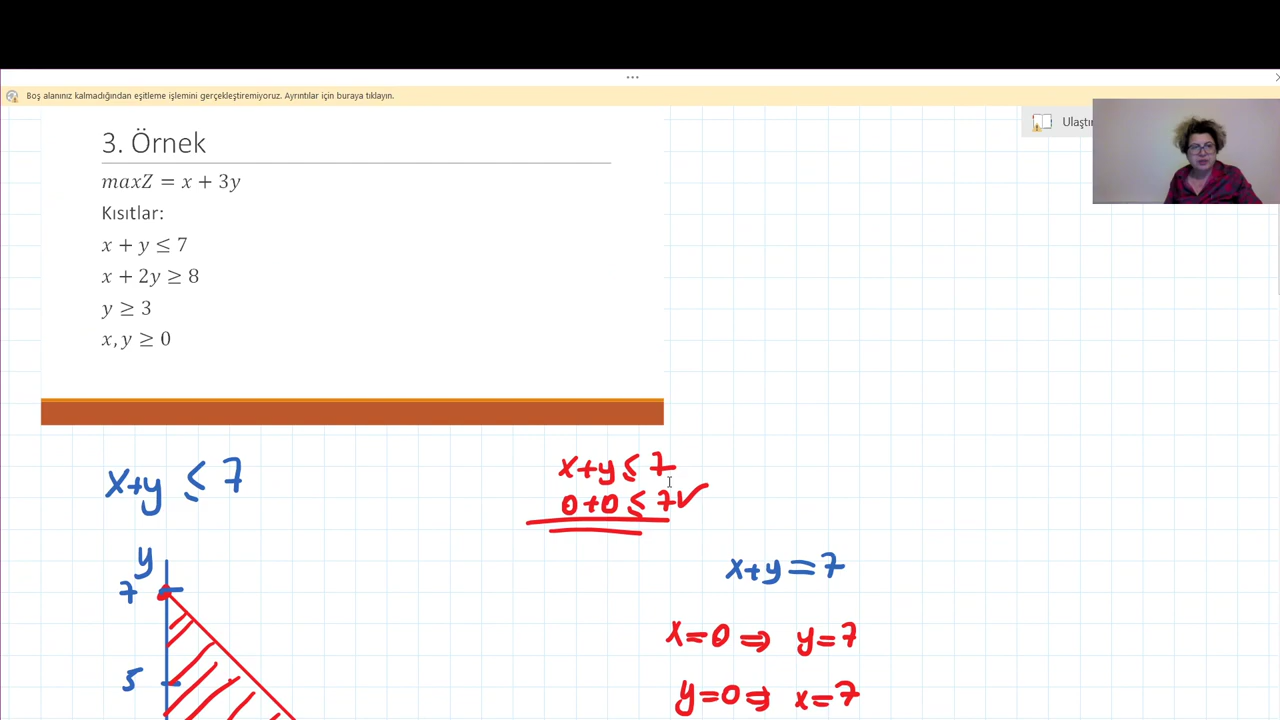 ...
Boş alanınız kalmadığından eşitleme işlemini gerçekleştiremiyoruz. Ayrıntılar için buraya tıklayın.
Ulaştır
3. Örnek
maxZ = x + 3y
Kısıtlar:
x + y ≤ 7
x + 2y ≥ 8
y ≥ 3
x, y ≥ 0
x+y ≤ 7
x+y ≤ 7
0+0 ≤ 7✓
y
7
5
x+y=7
x=0 ⇒ y=7
y=0 ⇒ x=7